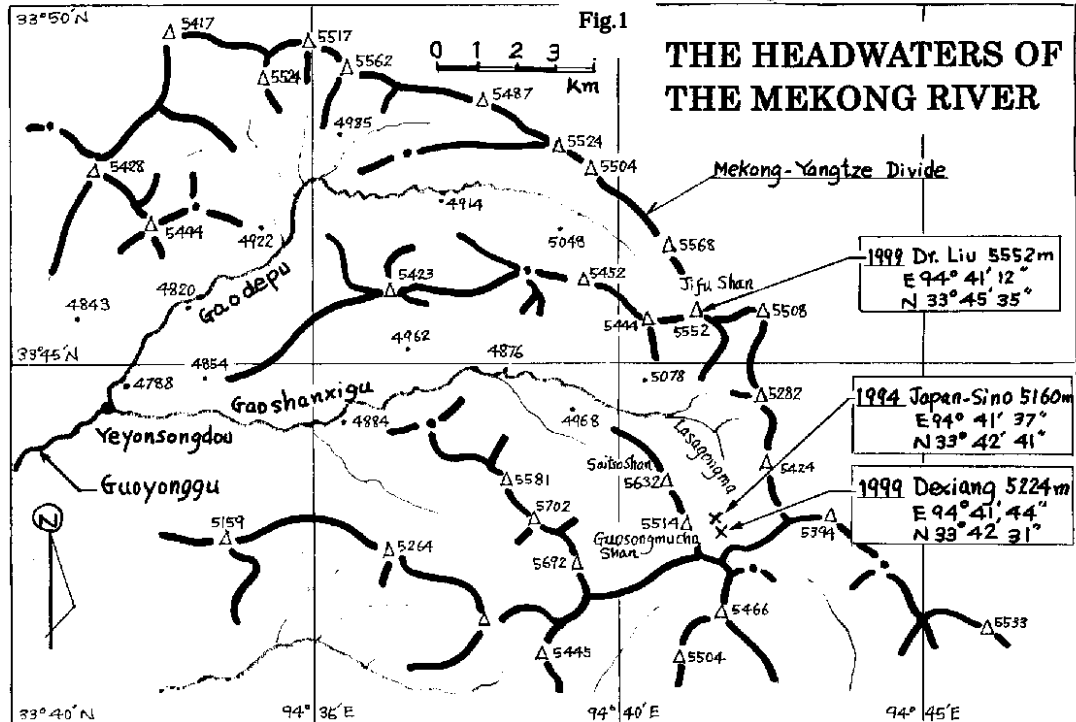 33°50'N
Fig.1
THE HEADWATERS OF
THE MEKONG RIVER
0 1 2 3
Km
5417
5517
5524
5562
5487
4985
5524
5504
5428
Mekong-Yangtze Divide
4914
5444
4922
5048
5568
Jifu Shan
1999 Dr. Liu 5552m
E 94° 41' 12"
N 33° 45' 35"
5423
5452
4843
4820
Gaodepu
5444
5552
5508
4962
33°45'N
4854
4876
5078
4788
5282
Gaoshanxigu
4884
4968
Lasagongma
1994 Japan-Sino 5160m
E 94° 41' 37"
N 33° 42' 41"
Yeyonsongdou
Guoyonggu
Saitsoshan
5632
5581
5424
1999 Dexiang 5224m
E 94° 41' 44"
N 33° 42' 31"
5702
5514
Guosongmucha
Shan
5394
N
5159
5264
5692
5466
5533
5445
5504
33°40'N
94°36'E
94°40'E
94°45'E